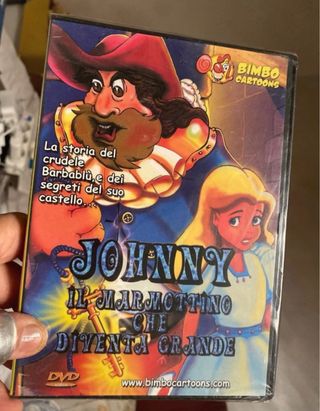 BIMBO
CARTOONS
La storia del
crudele
Barbablù e dei
segreti del suo
castello...
JOHNNY
IL MARMOTTINO
CHE
DIVENTA GRANDE
DVD
www.bimbocartoons.com